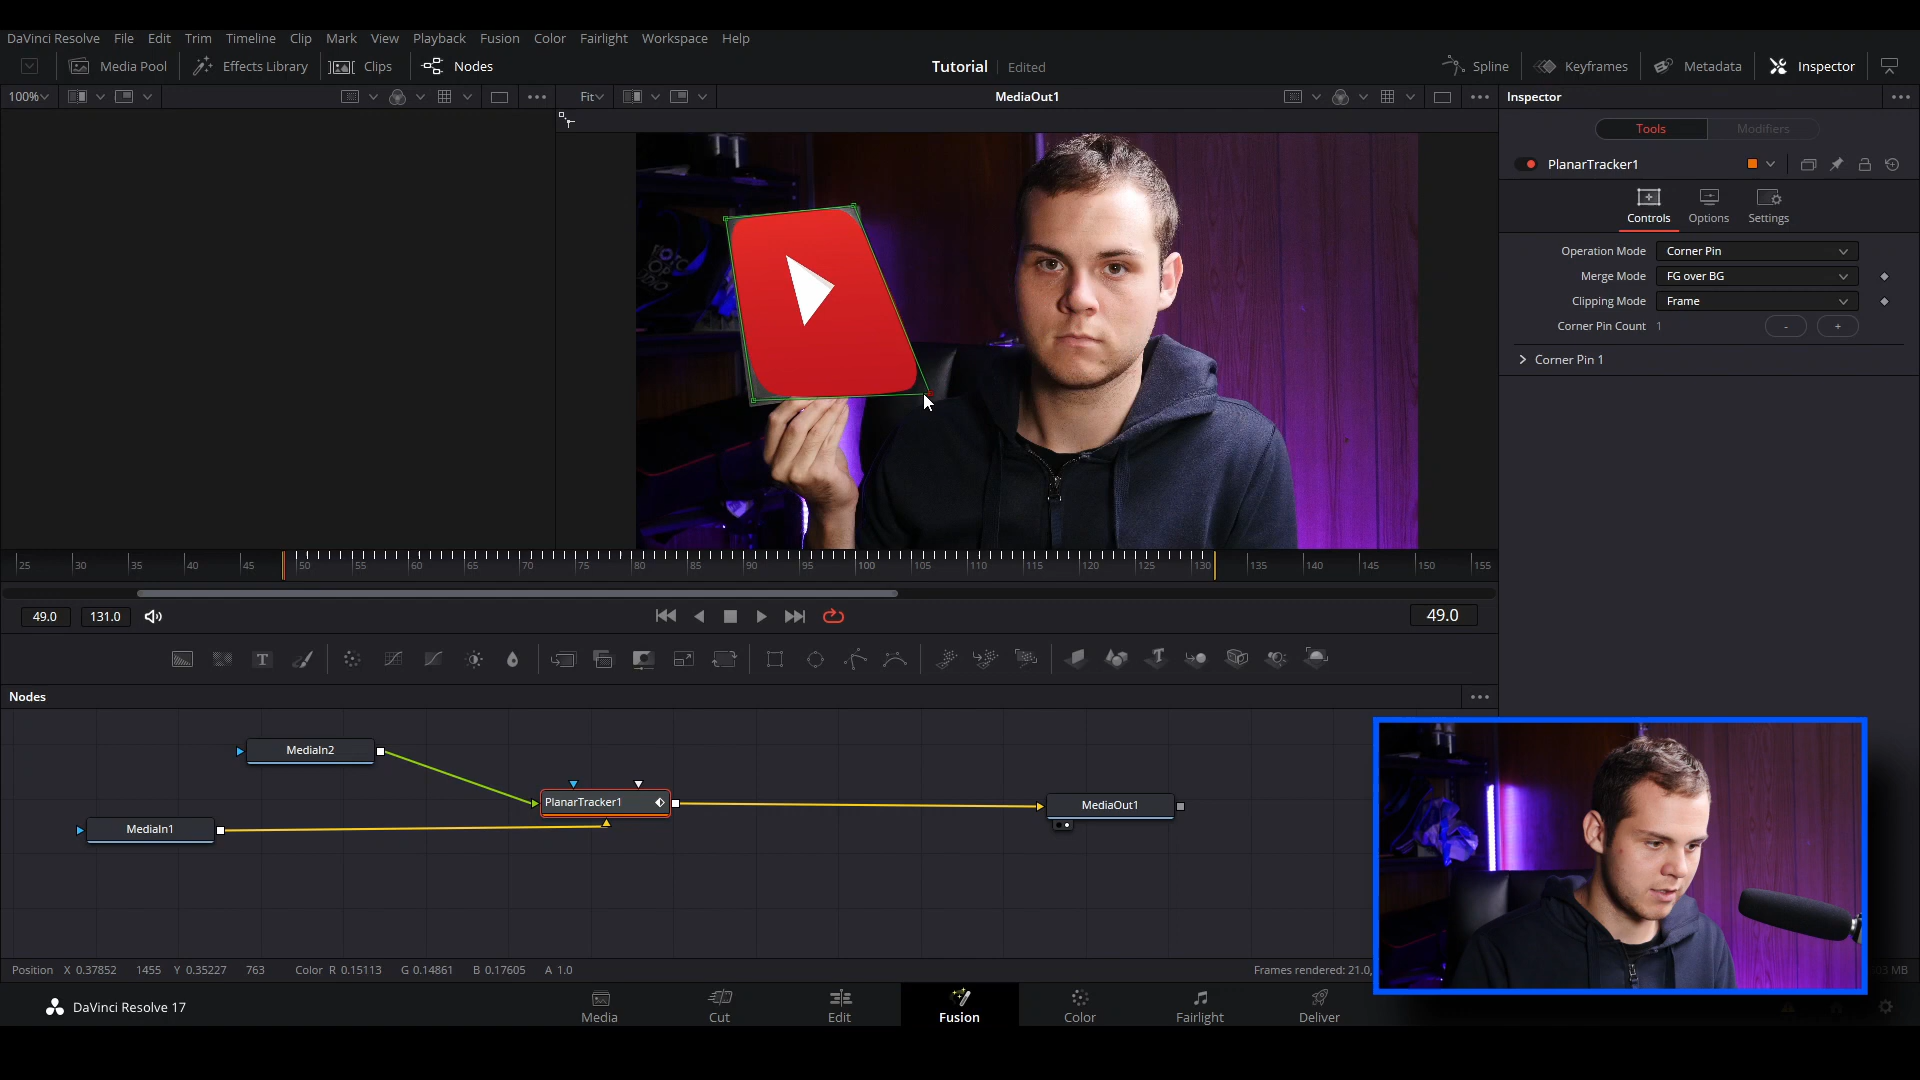 DaVinci Resolve File Edit Trim Timeline Clip Mark View Playback Fusion Color Fairlight Workspace Help
Media Pool Effects Library Clips Nodes Tutorial Edited Spline Keyframes Metadata Inspector
100% Fit MediaOut1 Inspector
Tools Modifiers
PlanarTracker1
Controls Options Settings
Operation Mode Corner Pin
Merge Mode FG over BG
Clipping Mode Frame
Corner Pin Count 1 - +
Corner Pin 1
25 30 35 40 45 50 55 60 65 70 75 80 85 90 95 100 105 110 115 120 125 130 135 140 145 150 155
49.0 131.0 49.0
Nodes
MediaIn2
PlanarTracker1
MediaOut1
MediaIn1
Position X 0.37852 1455 Y 0.35227 763 Color R 0.15113 G 0.14861 B 0.17605 A 1.0 Frames rendered: 21.0, 03 MB
DaVinci Resolve 17 Media Cut Edit Fusion Color Fairlight Deliver